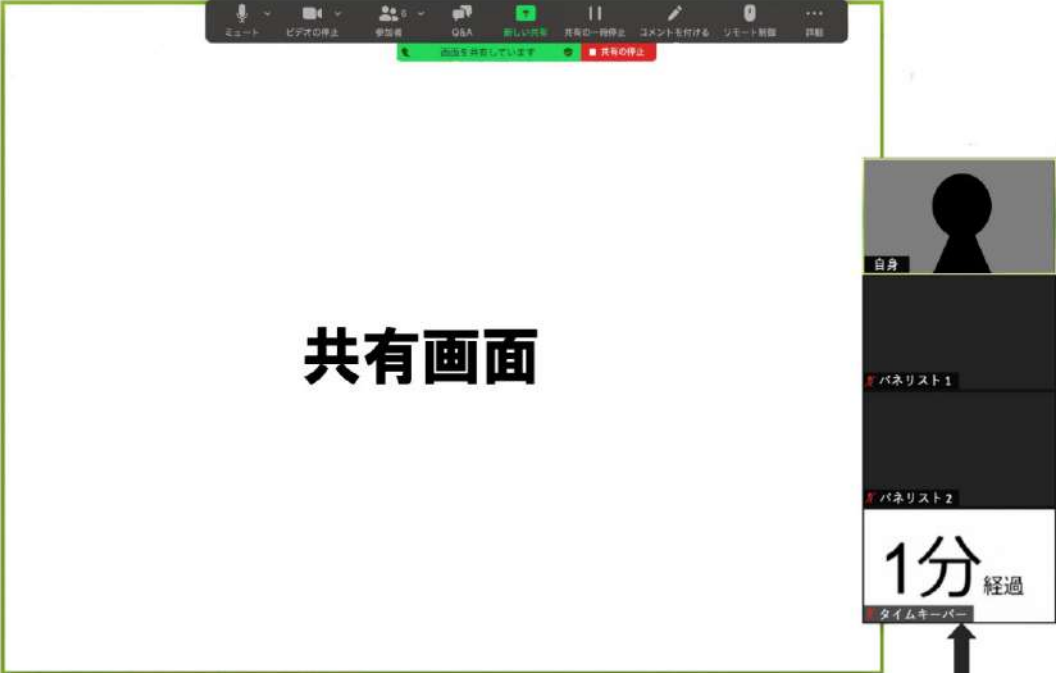 ミュート ビデオの停止 参加者 6 Q&A 新しい共有 共有の一時停止 コメントを付ける リモート制御 詳細
画面を共有しています 共有の停止
自身
共有画面
パネリスト1
パネリスト2
1分 経過
タイムキーパー